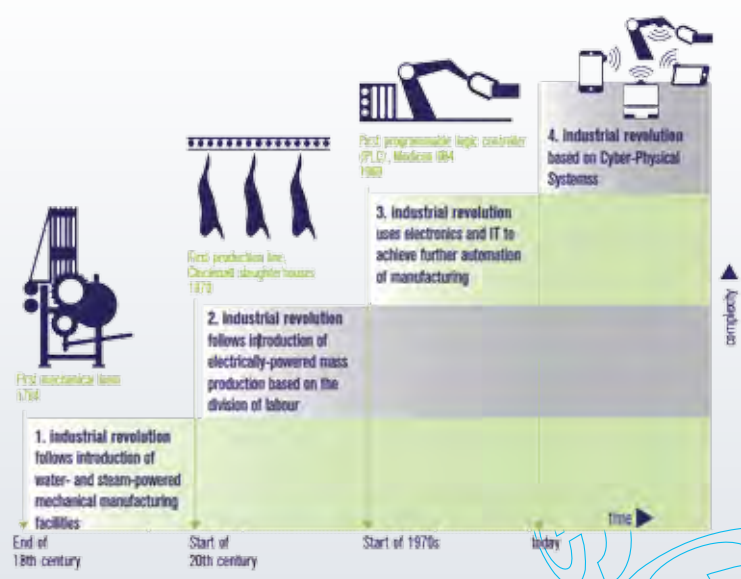 4. industrial revolution
based on Cyber-Physical
Systemss
First programmable logic controller
(PLC), Modicon 084
1969
3. industrial revolution
uses electronics and IT to
achieve further automation
of manufacturing
First production line,
Cincinnati slaughter houses
1870
2. industrial revolution
follows introduction of
electrically-powered mass
production based on the
division of labour
First mechanical loom
1784
1. industrial revolution
follows introduction of
water- and steam-powered
mechanical manufacturing
facilities
complexity
time
End of
18th century
Start of
20th century
Start of 1970s
today